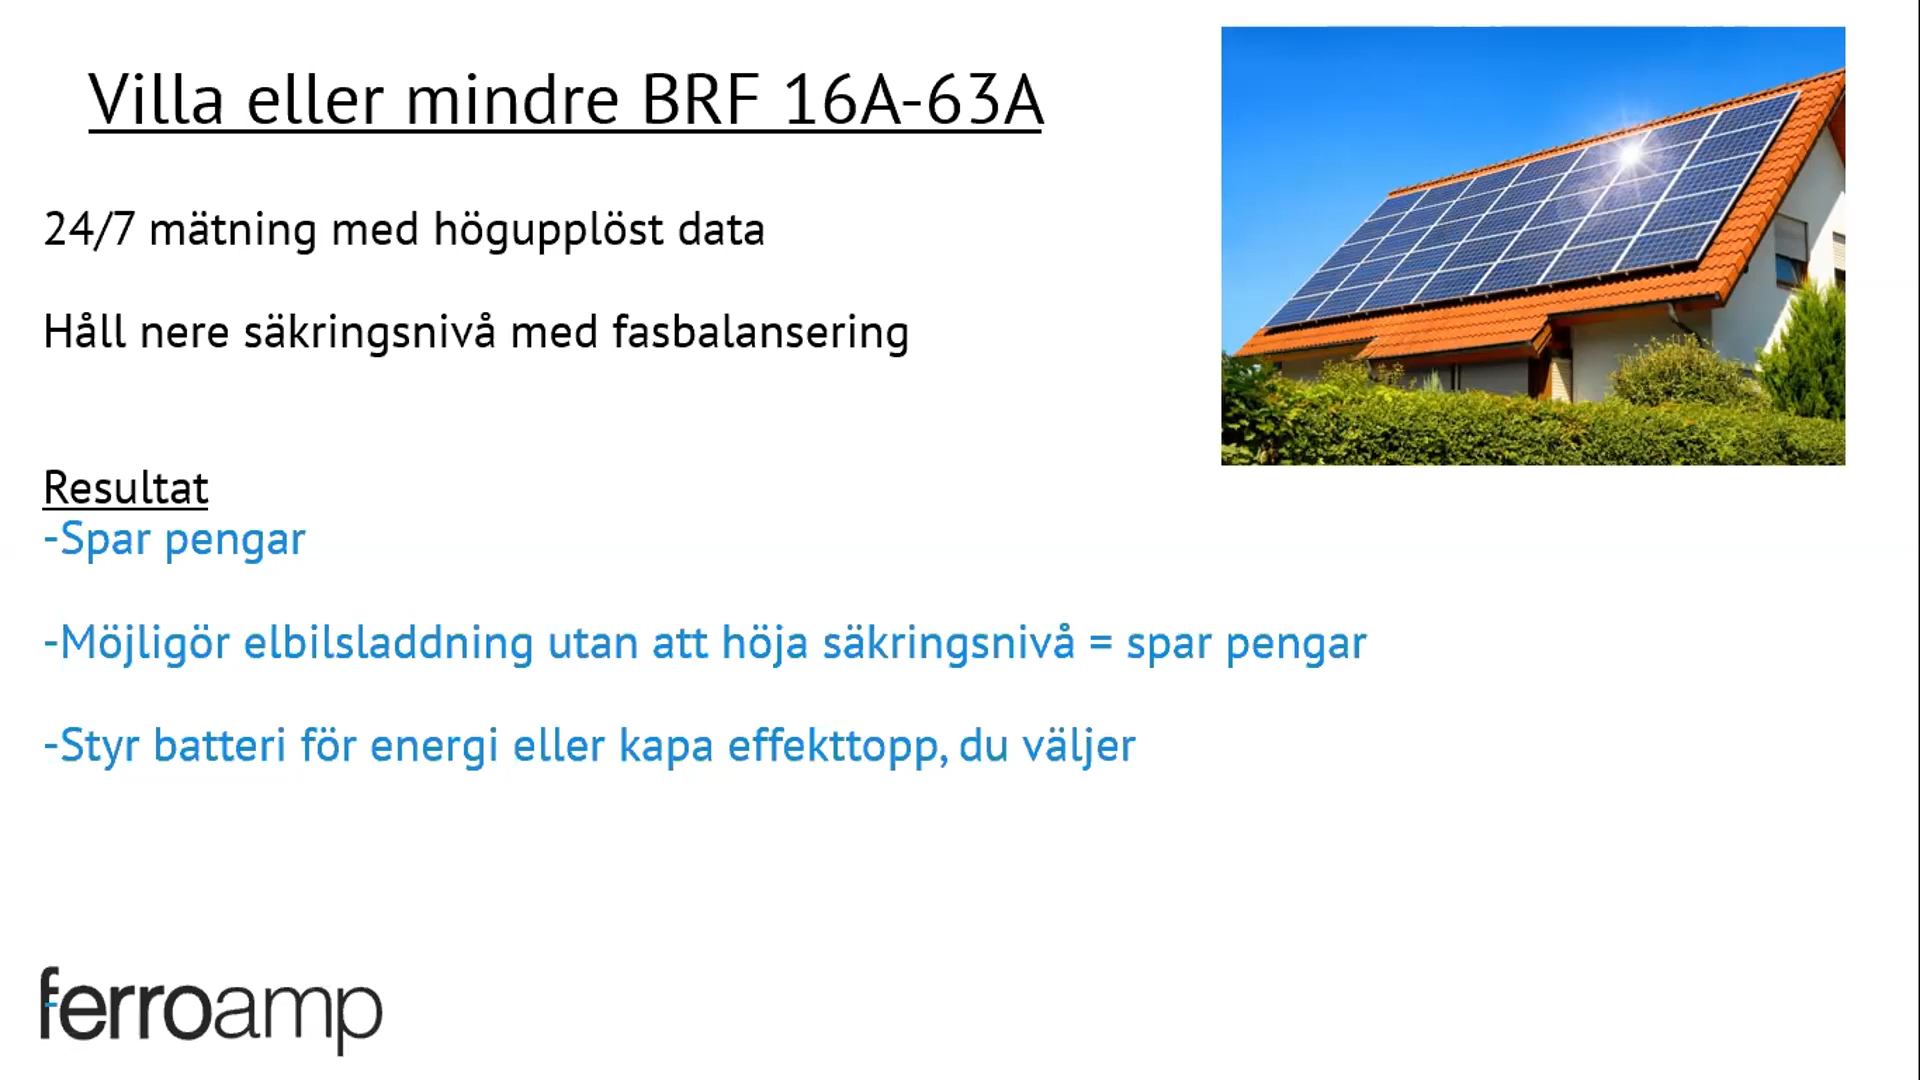 Villa eller mindre BRF 16A-63A
24/7 mätning med högupplöst data
Håll nere säkringsnivå med fasbalansering
Resultat
-Spar pengar
-Möjligör elbilsladdning utan att höja säkringsnivå = spar pengar
-Styr batteri för energi eller kapa effekttopp, du väljer
ferroamp